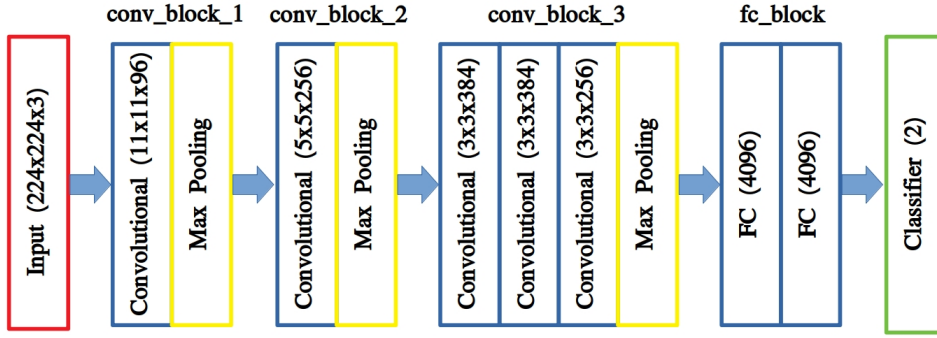 conv_block_1
conv_block_2
conv_block_3
fc_block
Input (224x224x3)
Convolutional (11x11x96)
Max Pooling
Convolutional (5x5x256)
Max Pooling
Convolutional (3x3x384)
Convolutional (3x3x384)
Convolutional (3x3x256)
Max Pooling
FC (4096)
FC (4096)
Classifier (2)